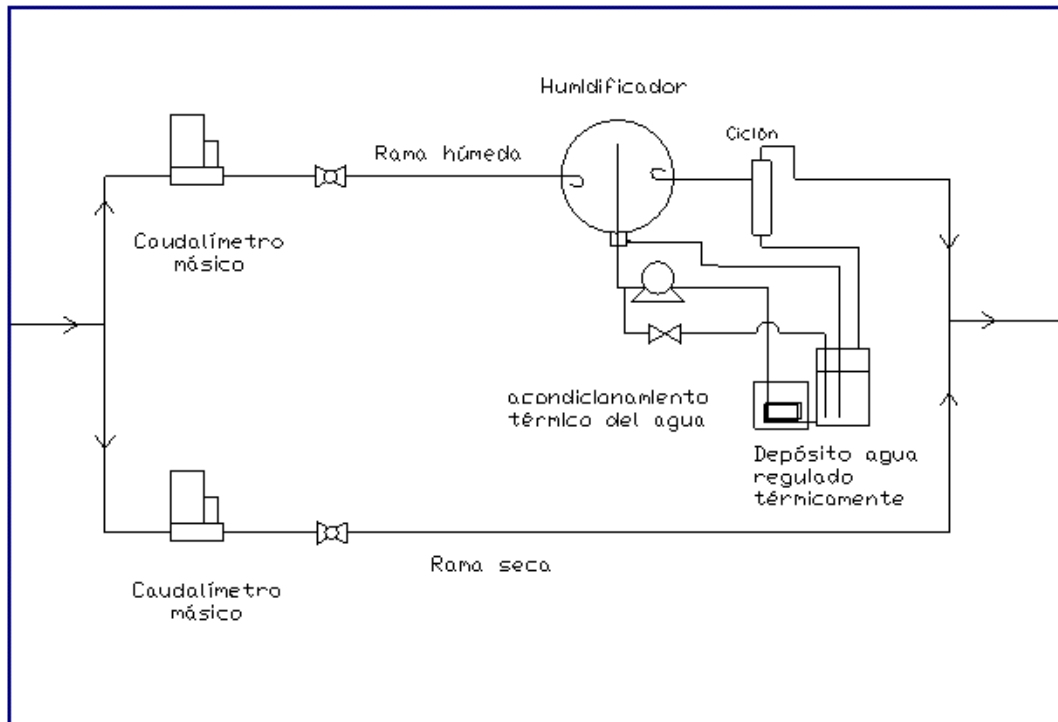 Humidificador
Ciclón
Rama húmeda
Caudalímetro
másico
acondicionamiento
térmico del agua
Depósito agua
regulado
térmicamente
Rama seca
Caudalímetro
másico